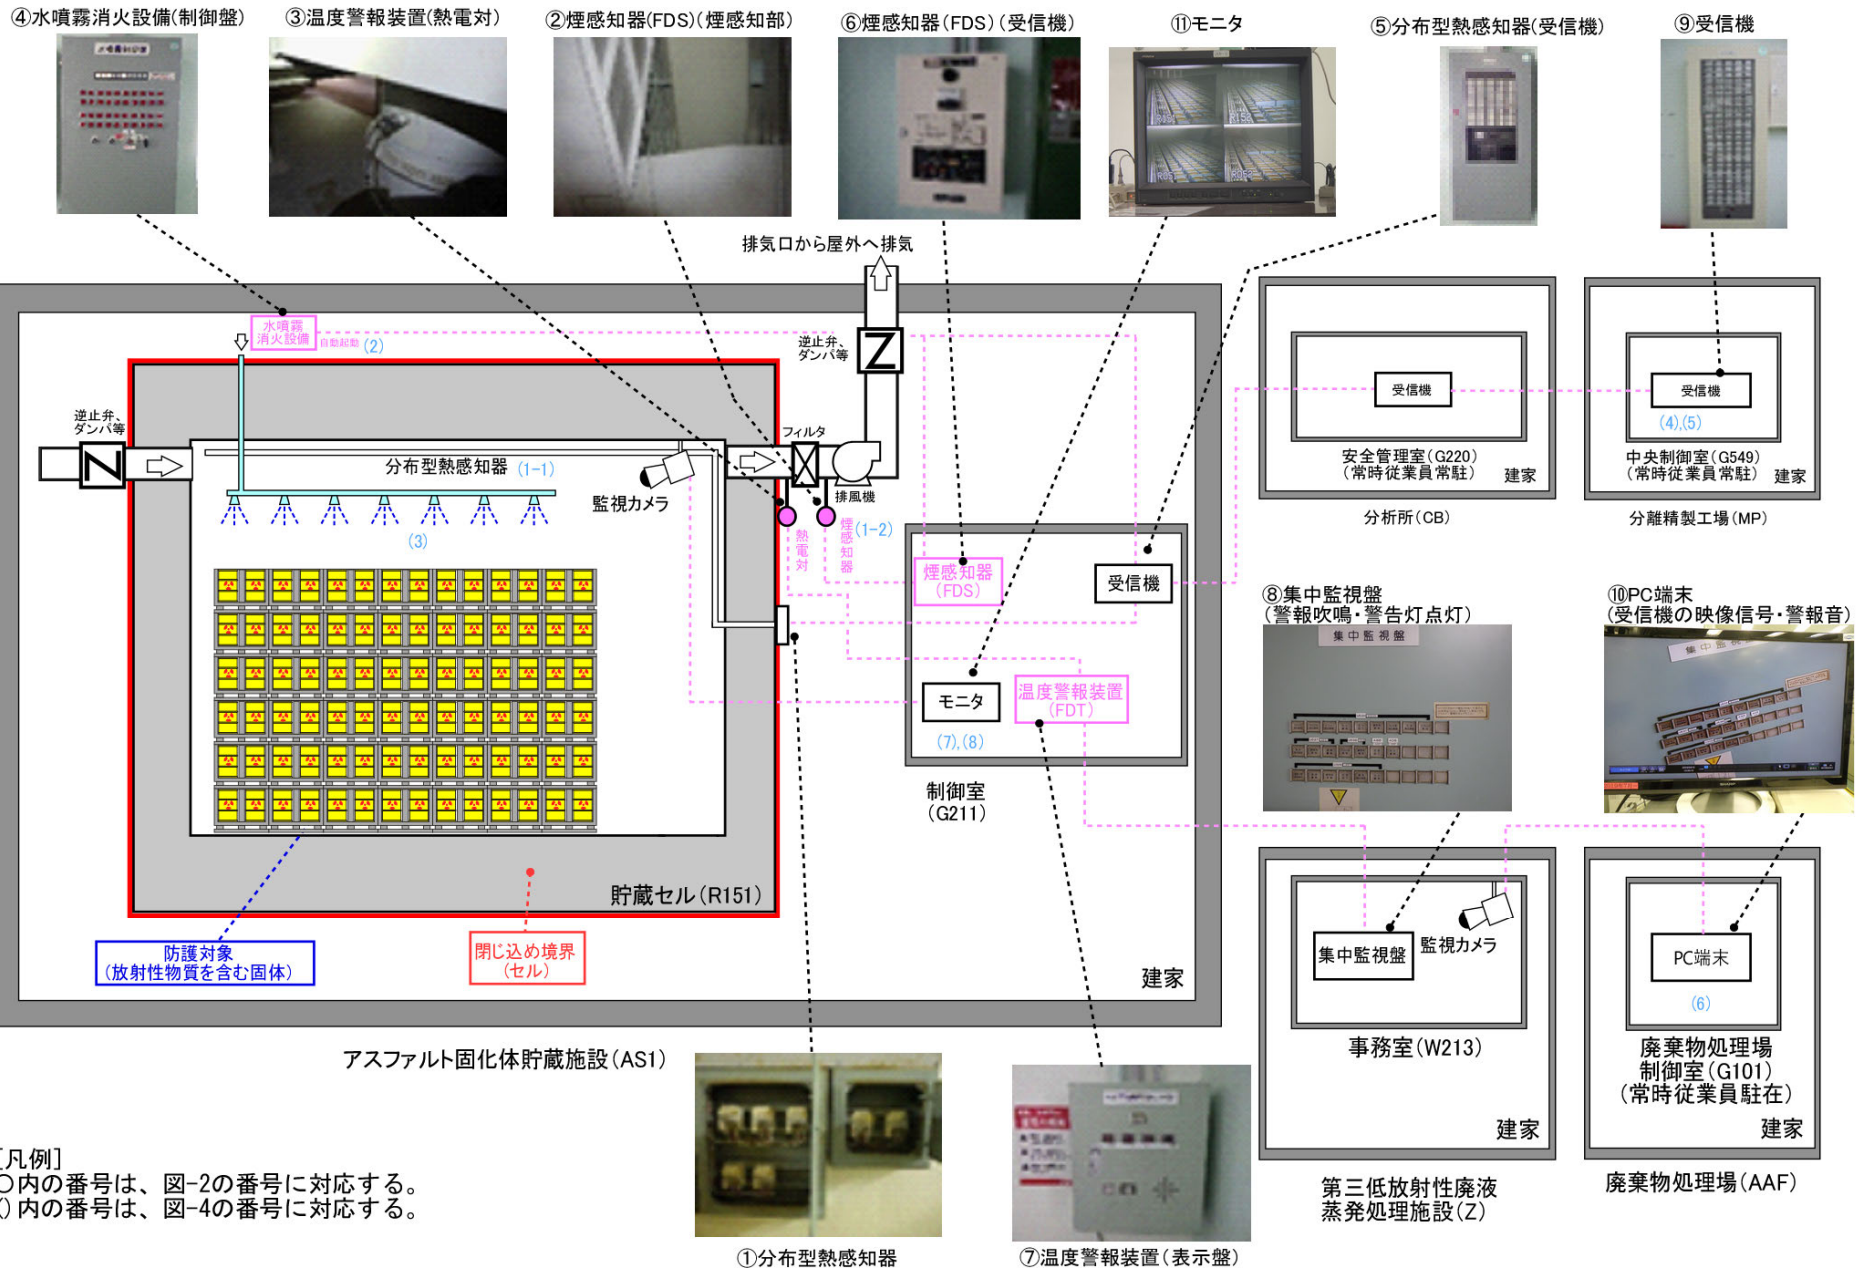 ④水噴霧消火設備(制御盤)
③温度警報装置(熱電対)
②煙感知器(FDS)(煙感知部)
⑥煙感知器(FDS)(受信機)
⑪モニタ
⑤分布型熱感知器(受信機)
⑨受信機
R051
R152
R051
R052
排気口から屋外へ排気
水噴霧
消火設備
自動起動
(2)
逆止弁、
ダンパ等
逆止弁、
ダンパ等
フィルタ
排風機
分布型熱感知器 (1-1)
監視カメラ
(3)
熱電対
煙感知器
(1-2)
煙感知器
(FDS)
受信機
モニタ
(7),(8)
温度警報装置
(FDT)
制御室
(G211)
受信機
安全管理室(G220)
(常時従業員常駐)
建家
分析所(CB)
受信機
(4),(5)
中央制御室(G549)
(常時従業員常駐)
建家
分離精製工場(MP)
⑧集中監視盤
(警報吹鳴・警告灯点灯)
集中監視盤
⑩PC端末
(受信機の映像信号・警報音)
集中監視盤
貯蔵セル(R151)
防護対象
(放射性物質を含む固体)
閉じ込め境界
(セル)
建家
アスファルト固化体貯蔵施設(AS1)
集中監視盤
監視カメラ
事務室(W213)
建家
第三低放射性廃液
蒸発処理施設(Z)
PC端末
(6)
廃棄物処理場
制御室(G101)
(常時従業員駐在)
建家
廃棄物処理場(AAF)
[凡例]
○内の番号は、図-2の番号に対応する。
()内の番号は、図-4の番号に対応する。
①分布型熱感知器
⑦温度警報装置(表示盤)